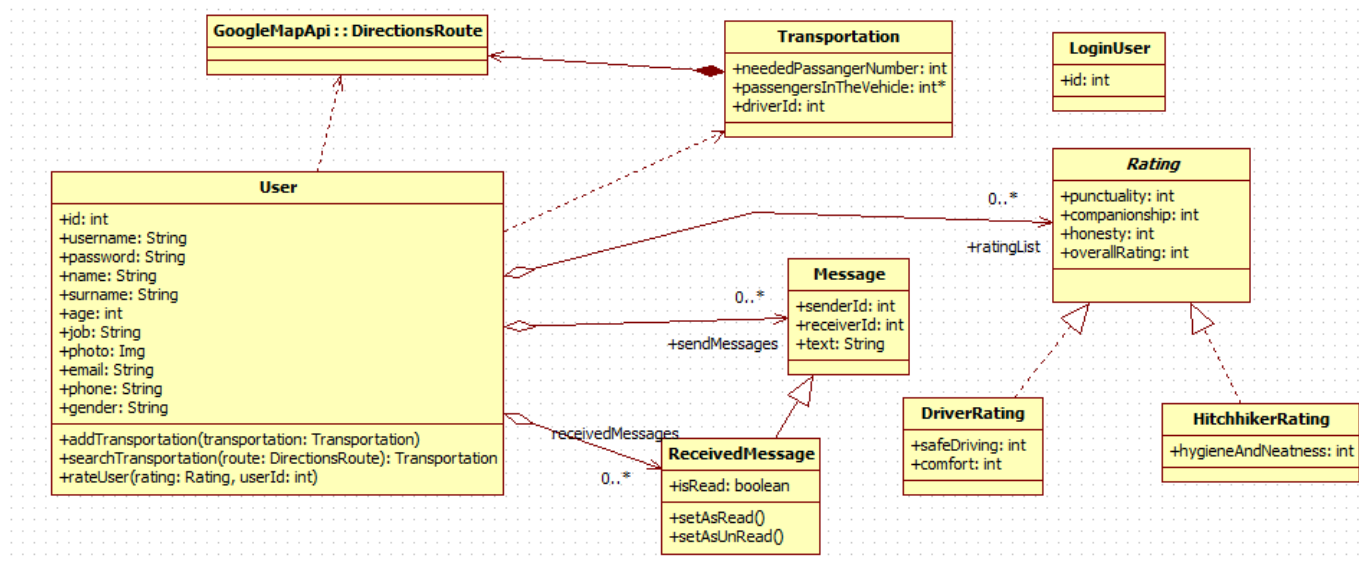 GoogleMapApi::DirectionsRoute
Transportation
+neededPassangerNumber: int
+passengersInTheVehicle: int*
+driverId: int
LoginUser
+id: int
User
+id: int
+username: String
+password: String
+name: String
+surname: String
+age: int
+job: String
+photo: Img
+email: String
+phone: String
+gender: String
+addTransportation(transportation: Transportation)
+searchTransportation(route: DirectionsRoute): Transportation
+rateUser(rating: Rating, userId: int)
Rating
+punctuality: int
+companionship: int
+honesty: int
+overallRating: int
0..*
+ratingList
Message
+senderId: int
+receiverId: int
+text: String
0..*
+sendMessages
receivedMessages
0..*
ReceivedMessage
+isRead: boolean
+setAsRead()
+setAsUnRead()
DriverRating
+safeDriving: int
+comfort: int
HitchhikerRating
+hygieneAndNeatness: int